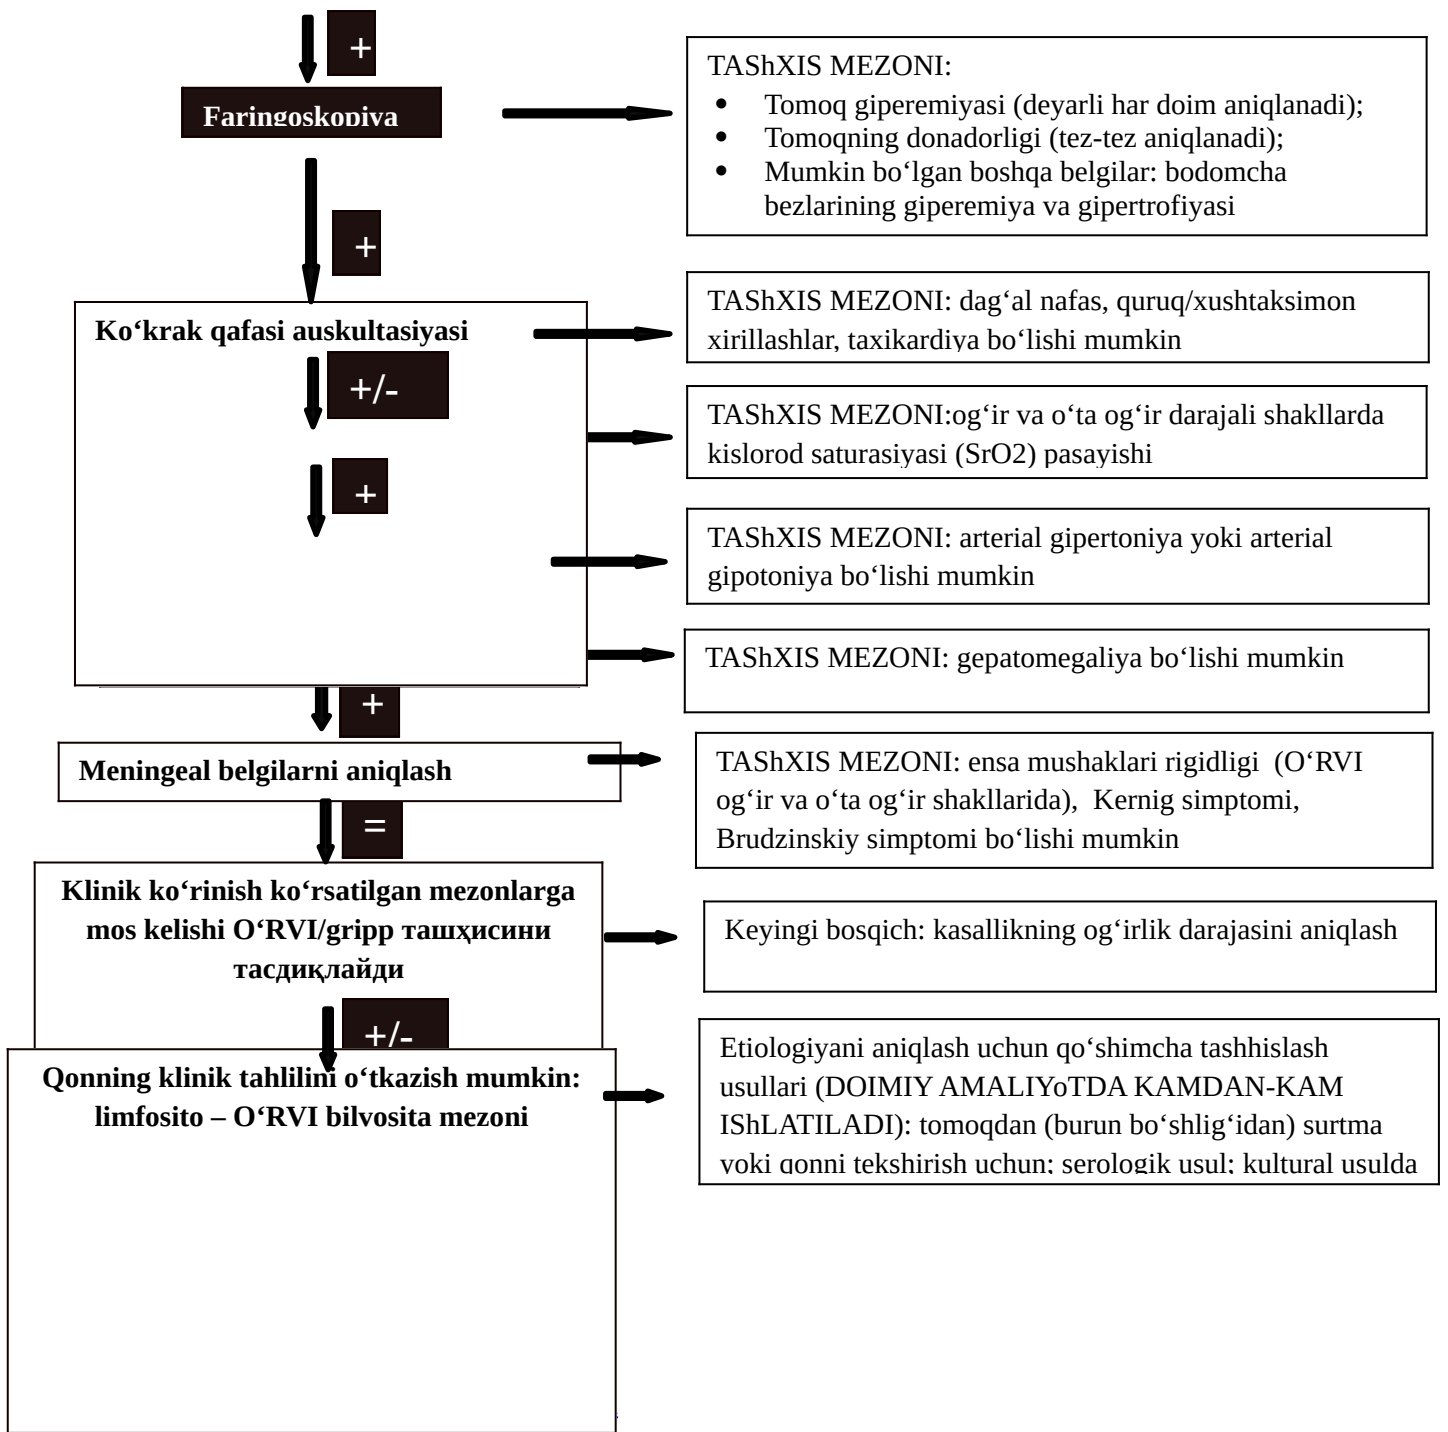 +
Faringoskopiya
TAShXIS MEZONI:
• Tomoq giperemiyasi (deyarli har doim aniqlanadi);
• Tomoqning donadorligi (tez-tez aniqlanadi);
• Mumkin bo‘lgan boshqa belgilar: bodomcha
bezlarining giperemiya va gipertrofiyasi
+
Ko‘krak qafasi auskultasiyasi
TAShXIS MEZONI: dag‘al nafas, quruq/xushtaksimon
xirillashlar, taxikardiya bo‘lishi mumkin
+/-
TAShXIS MEZONI:og‘ir va o‘ta og‘ir darajali shakllarda
kislorod saturasiyasi (SrO2) pasayishi
+
TAShXIS MEZONI: arterial gipertoniya yoki arterial
gipotoniya bo‘lishi mumkin
TAShXIS MEZONI: gepatomegaliya bo‘lishi mumkin
+
Meningeal belgilarni aniqlash
TAShXIS MEZONI: ensa mushaklari rigidligi (O‘RVI
og‘ir va o‘ta og‘ir shakllarida), Kernig simptomi,
Brudzinskiy simptomi bo‘lishi mumkin
=
Klinik ko‘rinish ko‘rsatilgan mezonlarga
mos kelishi O‘RVI/gripp ташҳисини
тасдиқлайди
Keyingi bosqich: kasallikning og‘irlik darajasini aniqlash
+/-
Qonning klinik tahlilini o‘tkazish mumkin:
limfosito – O‘RVI bilvosita mezoni
Etiologiyani aniqlash uchun qo‘shimcha tashhislash
usullari (DOIMIY AMALIYoTDA KAMDAN-KAM
IShLATILADI): tomoqdan (burun bo‘shlig‘idan) surtma
yoki qonni tekshirish uchun; serologik usul; kultural usulda